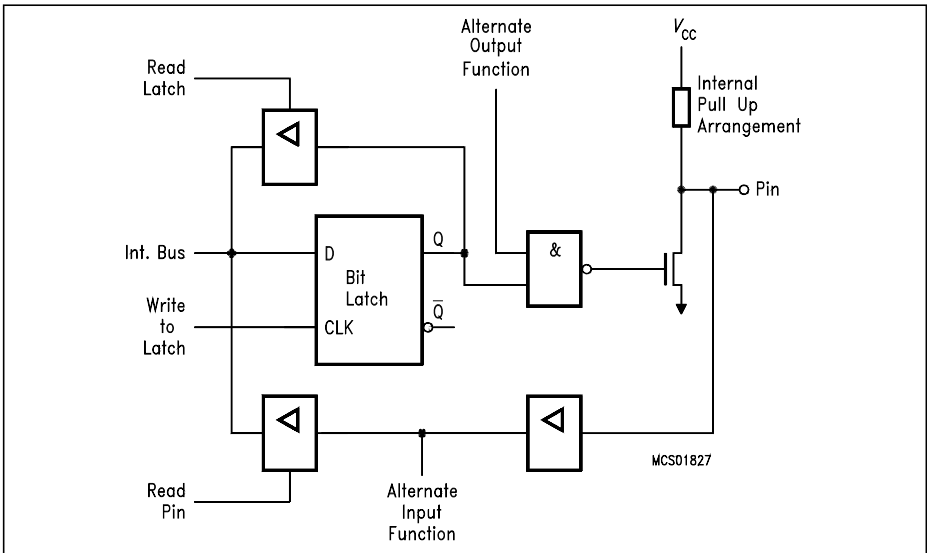 Alternate
Output
Function
V_CC
Read
Latch
Internal
Pull Up
Arrangement
Pin
Int. Bus
D
Q
Bit
Latch
&
Q̅
Write
to
Latch
CLK
MCS01827
Read
Pin
Alternate
Input
Function